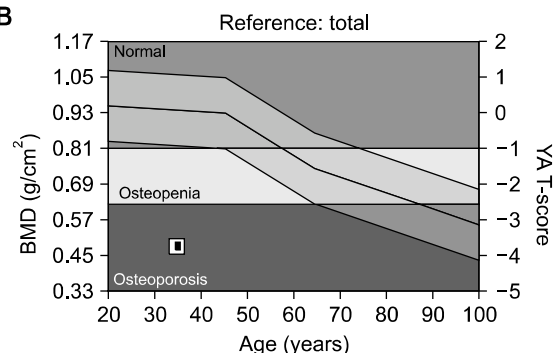 B
Reference: total
BMD (g/cm²)
1.17
1.05
0.93
0.81
0.69
0.57
0.45
0.33
Normal
Osteopenia
Osteoporosis
2
1
0
−1
−2
−3
−4
−5
YA T-score
20 30 40 50 60 70 80 90 100
Age (years)